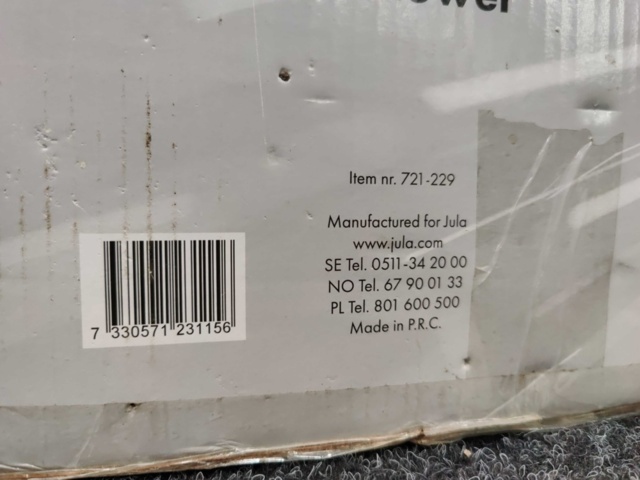 Item nr. 721-229
Manufactured for Jula
www.jula.com
SE Tel. 0511-34 20 00
NO Tel. 67 90 01 33
PL Tel. 801 600 500
Made in P.R.C.
7 330571 231156